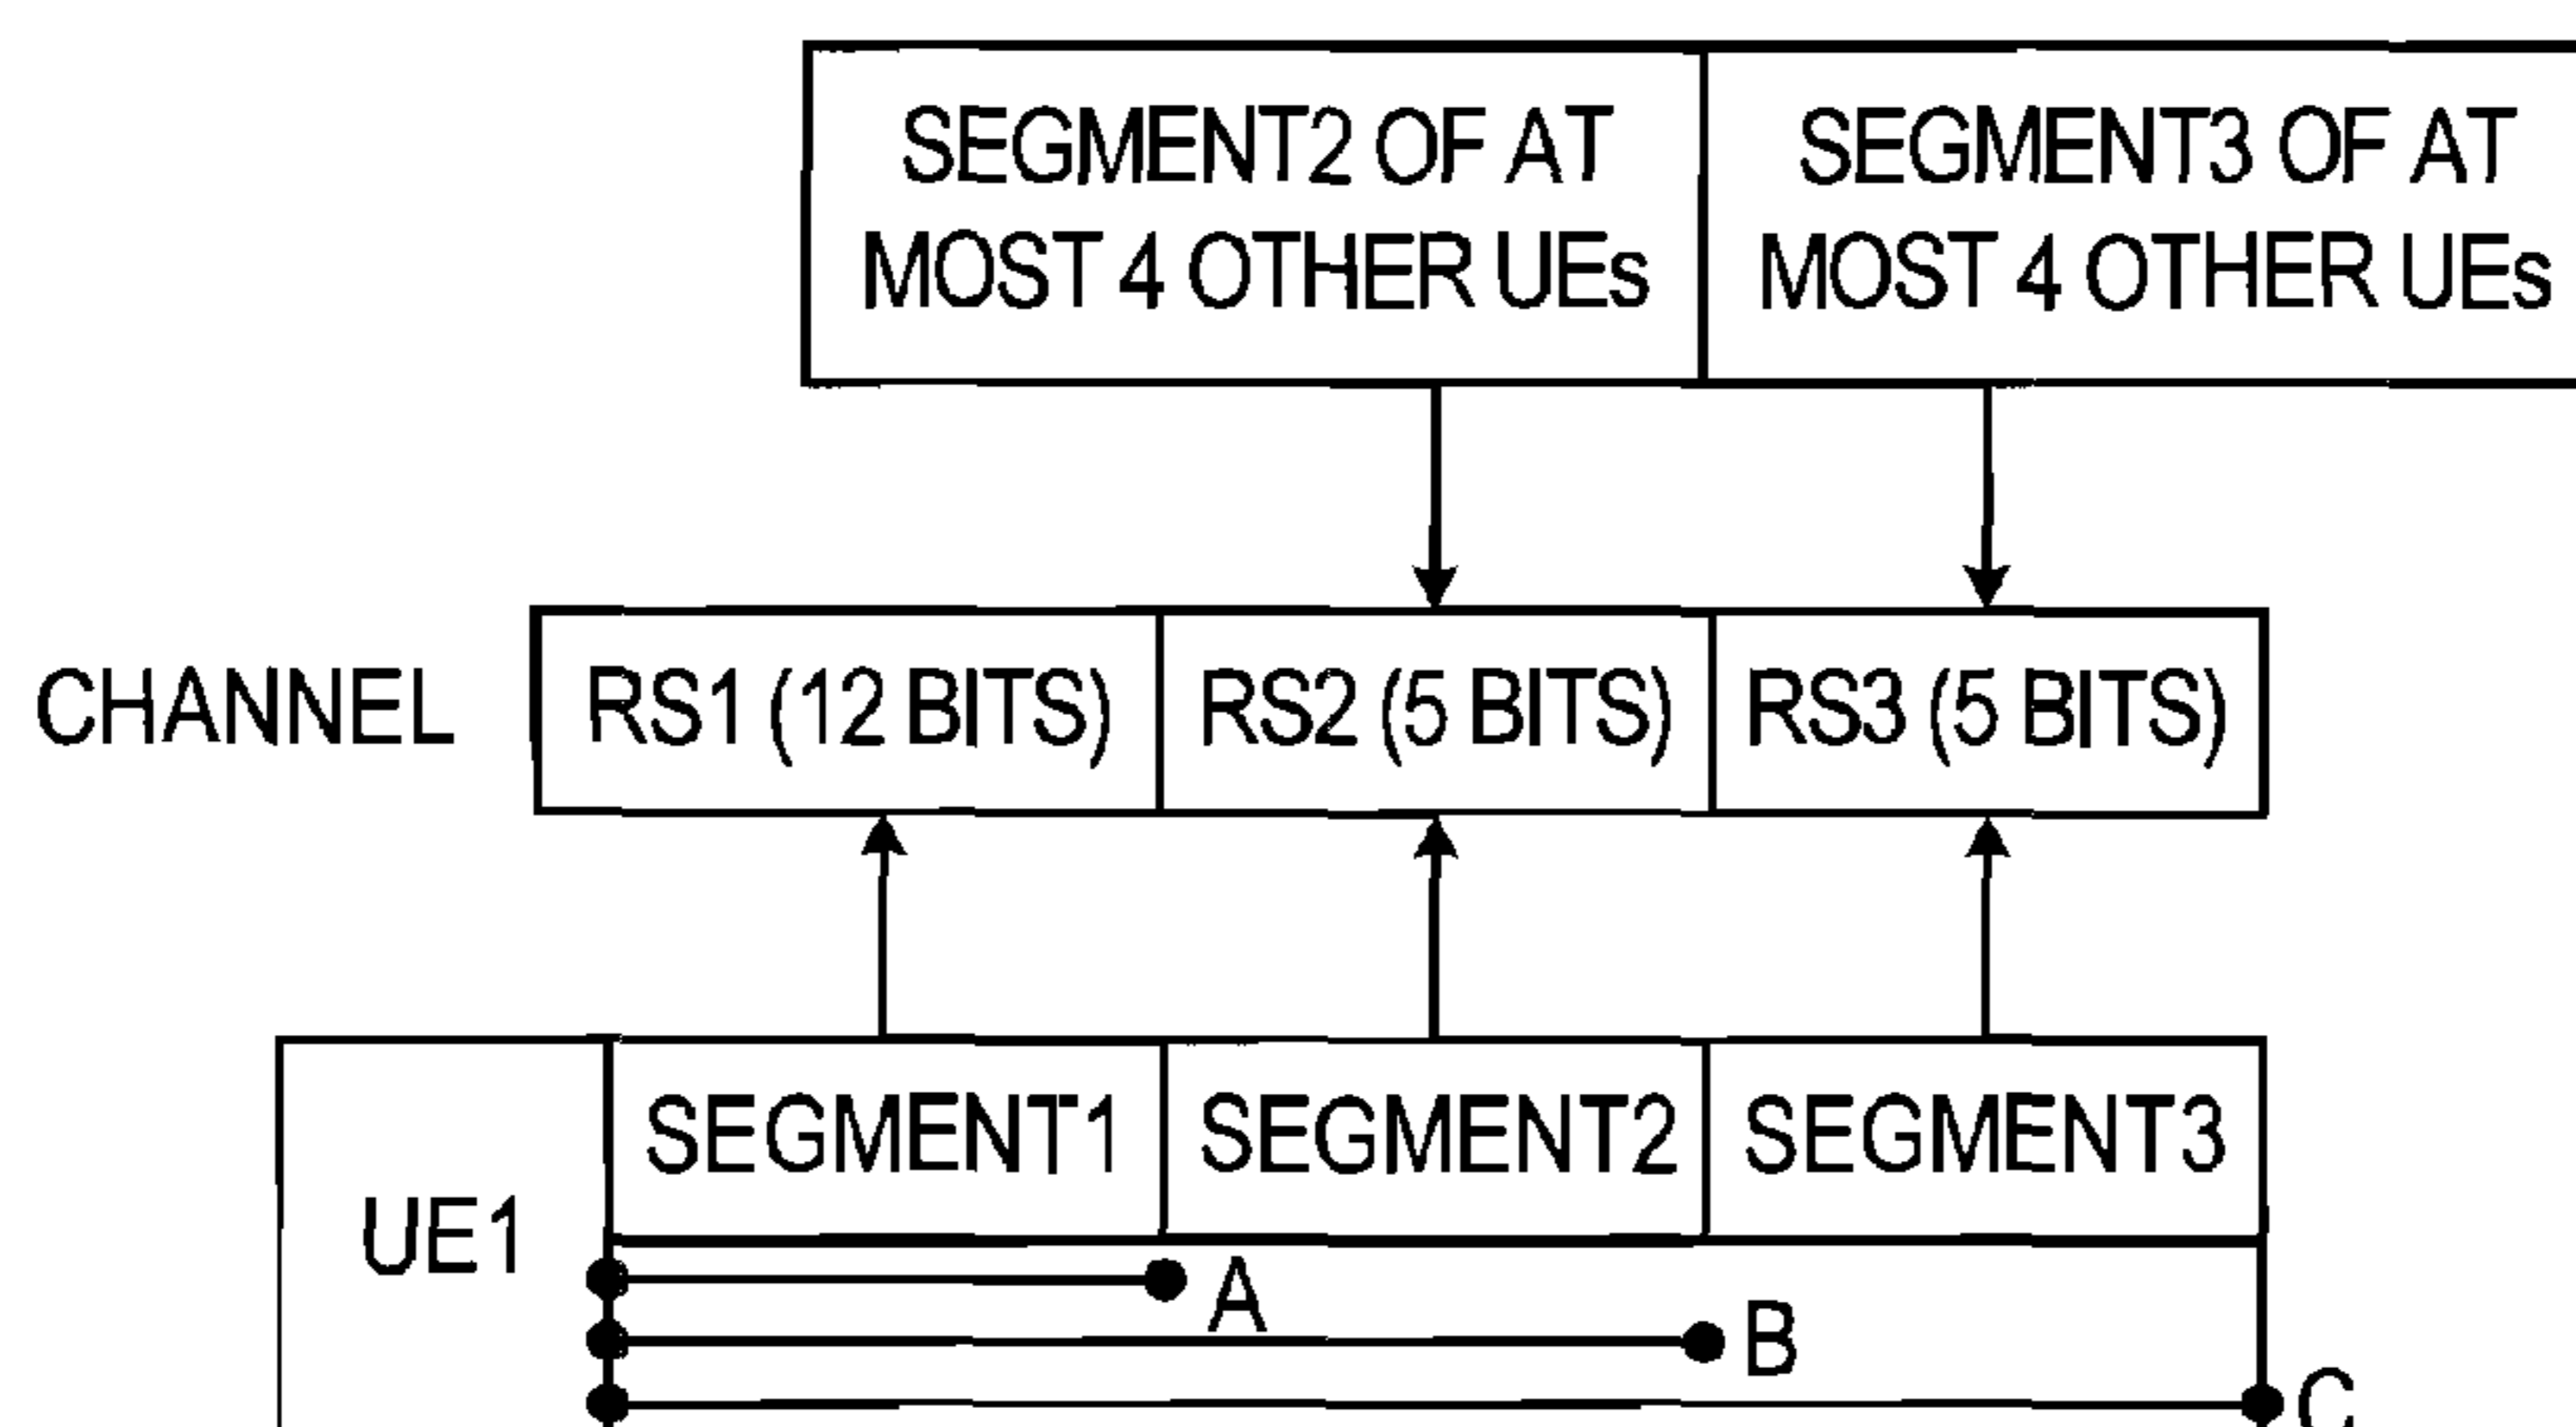 SEGMENT2 OF AT
MOST 4 OTHER UEs
SEGMENT3 OF AT
MOST 4 OTHER UEs
CHANNEL
RS1 (12 BITS)
RS2 (5 BITS)
RS3 (5 BITS)
UE1
SEGMENT1
SEGMENT2
SEGMENT3
A
B
C